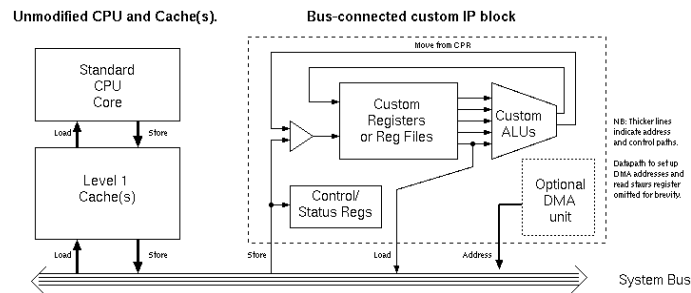 Unmodified CPU and Cache(s).
Bus-connected custom IP block
Move from CPR
Standard
CPU
Core
Load
Store
Level 1
Cache(s)
Load
Store
Custom
Registers
or Reg Files
Custom
ALUs
Control/
Status Regs
Optional
DMA
unit
Store
Load
Address
NB: Thicker lines
indicate address
and control paths.
Datapath to set up
DMA addresses and
read staurs register
omitted for brevity.
System Bus